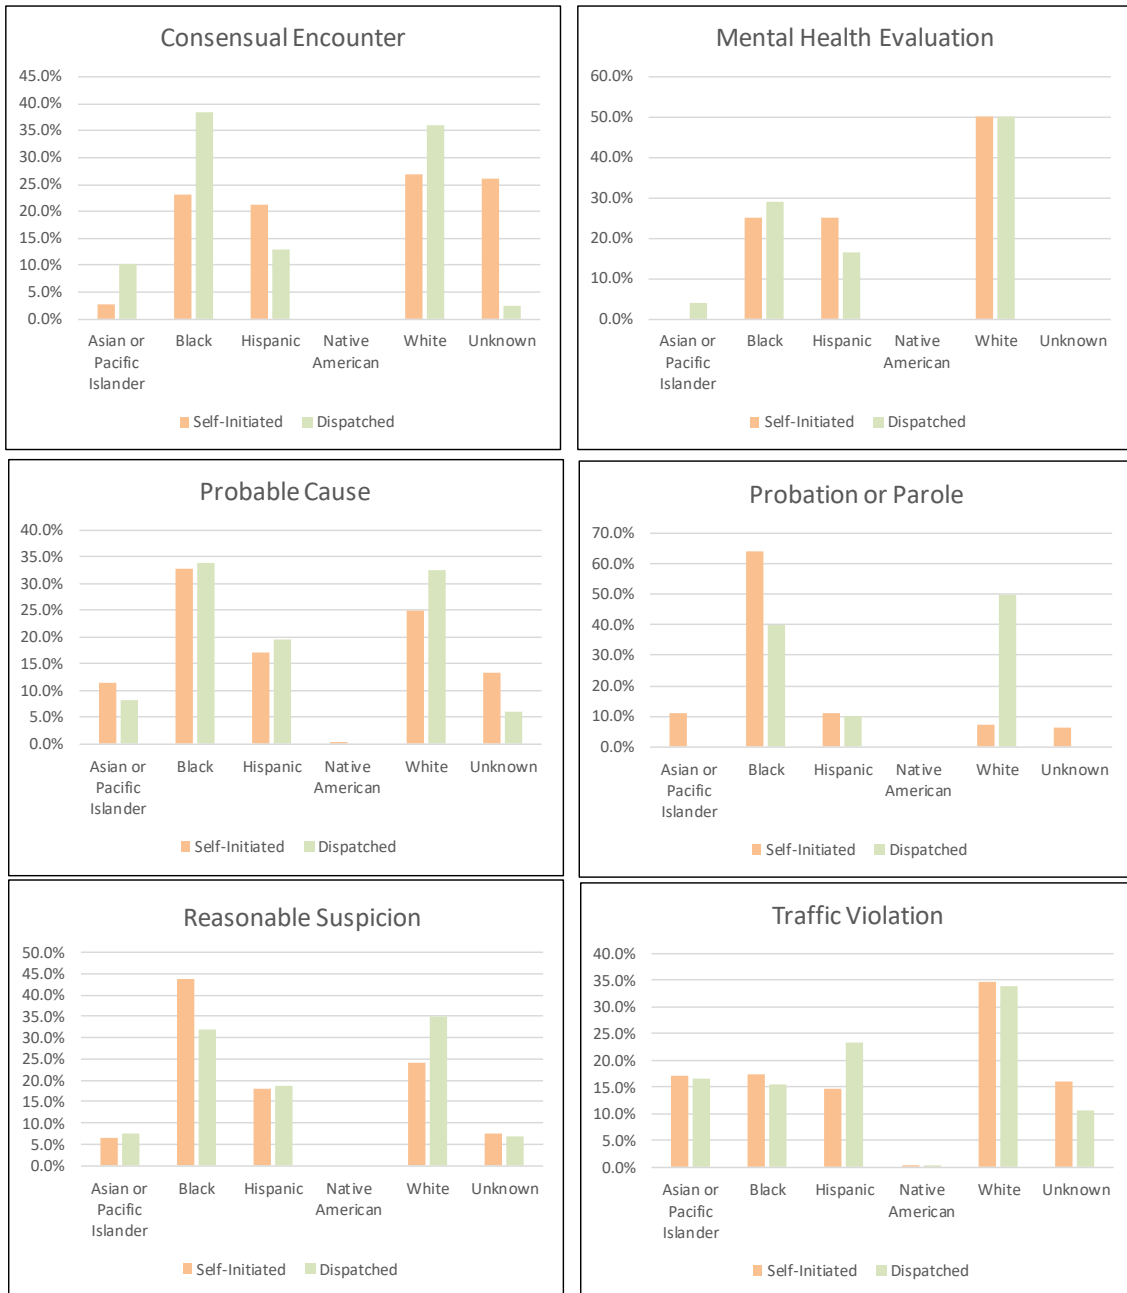 Consensual Encounter
45.0%
40.0%
35.0%
30.0%
25.0%
20.0%
15.0%
10.0%
5.0%
0.0%
Asian or Pacific Islander
Black
Hispanic
Native American
White
Unknown
Self-Initiated
Dispatched
Mental Health Evaluation
60.0%
50.0%
40.0%
30.0%
20.0%
10.0%
0.0%
Asian or Pacific Islander
Black
Hispanic
Native American
White
Unknown
Self-Initiated
Dispatched
Probable Cause
40.0%
35.0%
30.0%
25.0%
20.0%
15.0%
10.0%
5.0%
0.0%
Asian or Pacific Islander
Black
Hispanic
Native American
White
Unknown
Self-Initiated
Dispatched
Probation or Parole
70.0%
60.0%
50.0%
40.0%
30.0%
20.0%
10.0%
0.0%
Asian or Pacific Islander
Black
Hispanic
Native American
White
Unknown
Self-Initiated
Dispatched
Reasonable Suspicion
50.0%
45.0%
40.0%
35.0%
30.0%
25.0%
20.0%
15.0%
10.0%
5.0%
0.0%
Asian or Pacific Islander
Black
Hispanic
Native American
White
Unknown
Self-Initiated
Dispatched
Traffic Violation
40.0%
35.0%
30.0%
25.0%
20.0%
15.0%
10.0%
5.0%
0.0%
Asian or Pacific Islander
Black
Hispanic
Native American
White
Unknown
Self-Initiated
Dispatched